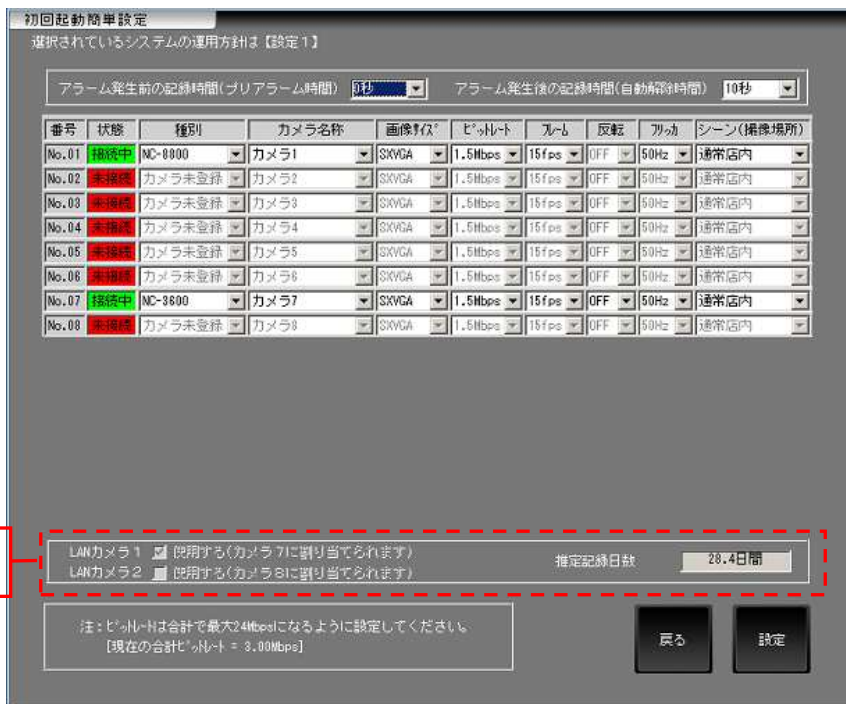 初回起動簡単設定
選択されているシステムの運用方針は【設定1】
アラーム発生前の記録時間(プリアラーム時間) 0秒 アラーム発生後の記録時間(自動解除時間) 10秒
番号 状態 種別 カメラ名称 画像ｻｲｽﾞ ﾋﾞｯﾄﾚｰﾄ ﾌﾚｰﾑ 反転 ﾌﾘｯｶ シーン(撮像場所)
No.01 接続中 NC-8800 カメラ1 SXVGA 1.5Mbps 15fps OFF 50Hz 通常店内
No.02 未接続 カメラ未登録 カメラ2 SXVGA 1.5Mbps 15fps OFF 50Hz 通常店内
No.03 未接続 カメラ未登録 カメラ3 SXVGA 1.5Mbps 15fps OFF 50Hz 通常店内
No.04 未接続 カメラ未登録 カメラ4 SXVGA 1.5Mbps 15fps OFF 50Hz 通常店内
No.05 未接続 カメラ未登録 カメラ5 SXVGA 1.5Mbps 15fps OFF 50Hz 通常店内
No.06 未接続 カメラ未登録 カメラ6 SXVGA 1.5Mbps 15fps OFF 50Hz 通常店内
No.07 接続中 NC-3600 カメラ7 SXVGA 1.5Mbps 15fps OFF 50Hz 通常店内
No.08 未接続 カメラ未登録 カメラ8 SXVGA 1.5Mbps 15fps OFF 50Hz 通常店内
LANカメラ1 使用する(カメラ7に割り当てられます)
LANカメラ2 使用する(カメラ8に割り当てられます)
推定記録日数 28.4日間
注：ﾋﾞｯﾄﾚｰﾄは合計で最大24Mbpsになるように設定してください。
[現在の合計ﾋﾞｯﾄﾚｰﾄ = 3.00Mbps]
戻る 設定